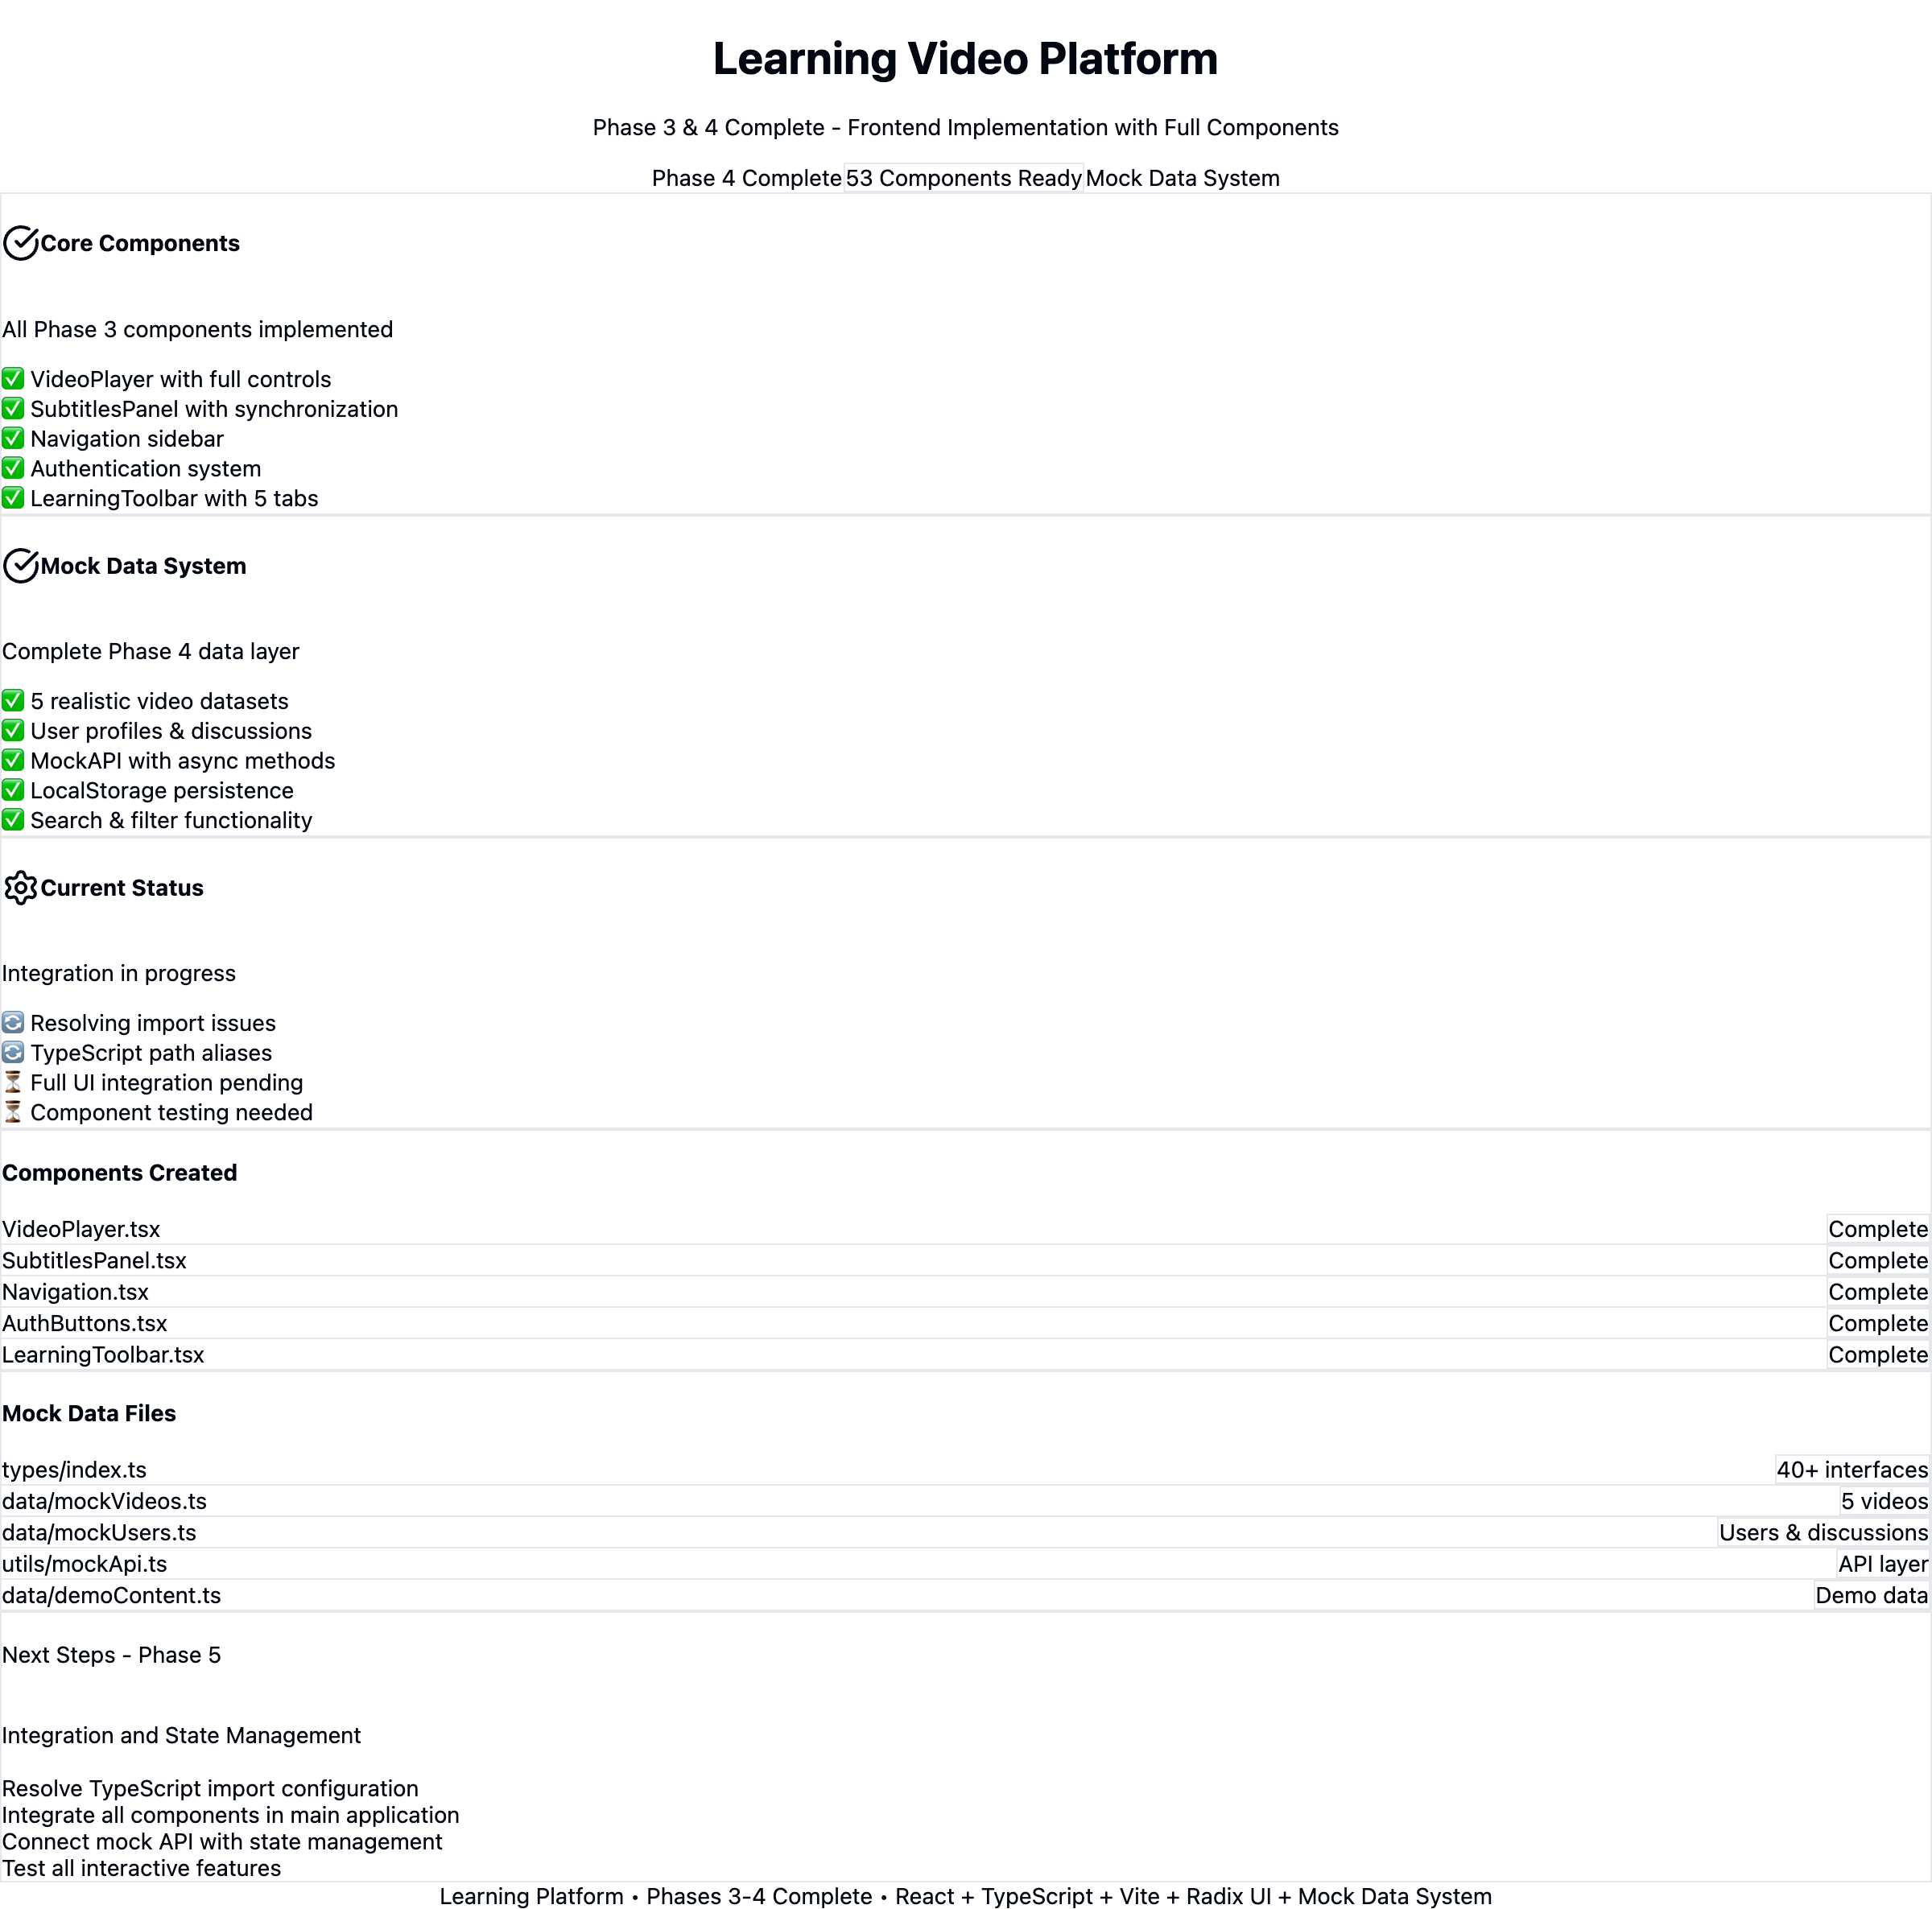 Learning Video Platform
Phase 3 & 4 Complete - Frontend Implementation with Full Components
Phase 4 Complete 53 Components Ready Mock Data System
Core Components
All Phase 3 components implemented
✅ VideoPlayer with full controls
✅ SubtitlesPanel with synchronization
✅ Navigation sidebar
✅ Authentication system
✅ LearningToolbar with 5 tabs
Mock Data System
Complete Phase 4 data layer
✅ 5 realistic video datasets
✅ User profiles & discussions
✅ MockAPI with async methods
✅ LocalStorage persistence
✅ Search & filter functionality
Current Status
Integration in progress
🔄 Resolving import issues
🔄 TypeScript path aliases
⏳ Full UI integration pending
⏳ Component testing needed
Components Created
VideoPlayer.tsx Complete
SubtitlesPanel.tsx Complete
Navigation.tsx Complete
AuthButtons.tsx Complete
LearningToolbar.tsx Complete
Mock Data Files
types/index.ts 40+ interfaces
data/mockVideos.ts 5 videos
data/mockUsers.ts Users & discussions
utils/mockApi.ts API layer
data/demoContent.ts Demo data
Next Steps - Phase 5
Integration and State Management
Resolve TypeScript import configuration
Integrate all components in main application
Connect mock API with state management
Test all interactive features
Learning Platform • Phases 3-4 Complete • React + TypeScript + Vite + Radix UI + Mock Data System